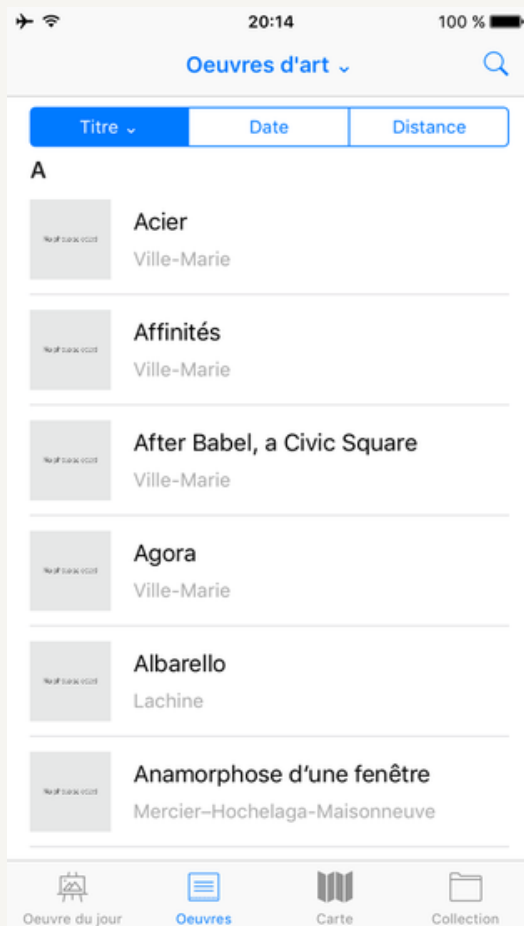 20:14
100 %
Oeuvres d'art
Titre
Date
Distance
A
Acier
Ville-Marie
Affinités
Ville-Marie
After Babel, a Civic Square
Ville-Marie
Agora
Ville-Marie
Albarello
Lachine
Anamorphose d’une fenêtre
Mercier–Hochelaga-Maisonneuve
Oeuvre du jour
Oeuvres
Carte
Collection